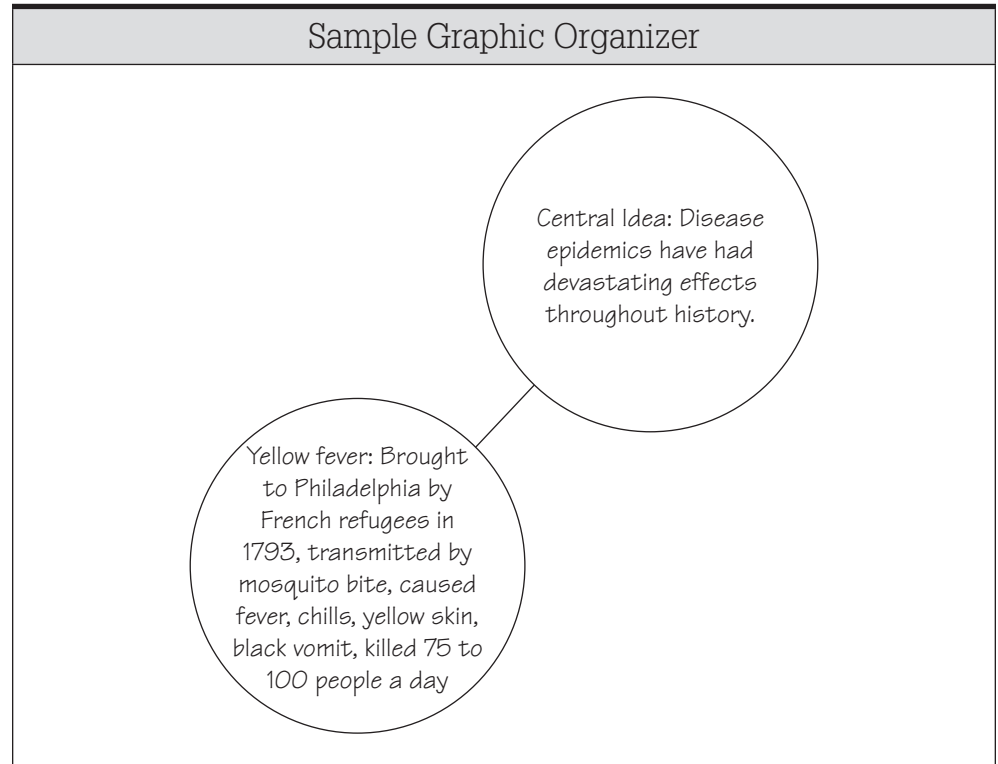 Sample Graphic Organizer
Central Idea: Disease
epidemics have had
devastating effects
throughout history.
Yellow fever: Brought
to Philadelphia by
French refugees in
1793, transmitted by
mosquito bite, caused
fever, chills, yellow skin,
black vomit, killed 75 to
100 people a day